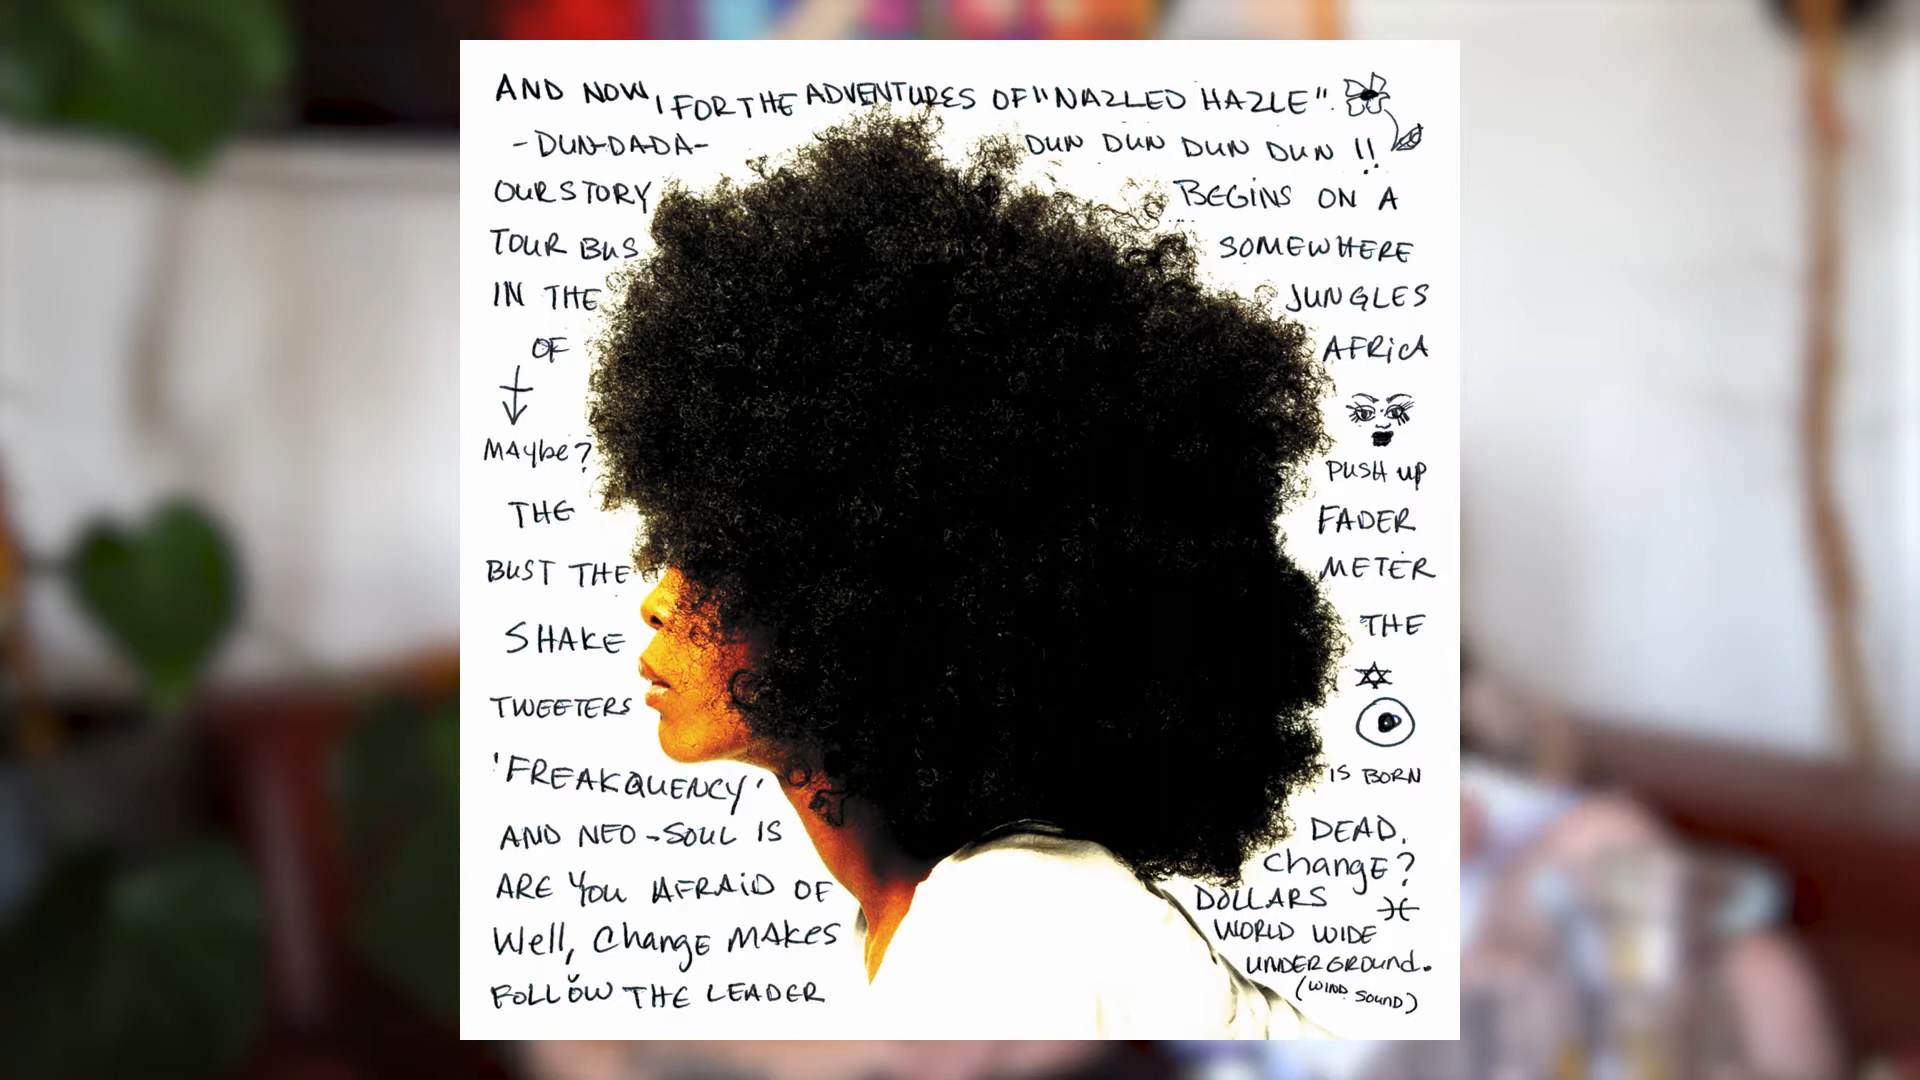 AND NOW, FOR THE ADVENTURES OF "NAZLED HAZLE".
-DUN-DADA- DUN DUN DUN DUN !!
OUR STORY BEGINS ON A
TOUR BUS SOMEWHERE
IN THE JUNGLES
OF AFRICA
MAYbe? PUSH up
THE FADER
BUST THE METER
SHAKE THE
TWEETERS
'FREAKQUENCY' IS BORN
AND NEO-SOUL IS DEAD.
ARE YOU AFRAID OF Change?
Well, Change MAKES DOLLARS
FOLLOW THE LEADER WORLD WIDE
UNDERGROUND.
(WIND SOUND)